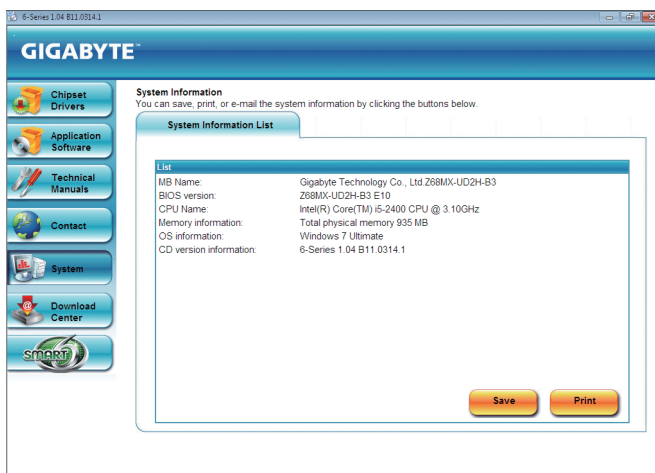 6-Series 1.04 B11.0314.1
GIGABYTE™
Chipset
Drivers
Application
Software
Technical
Manuals
Contact
System
Download
Center
SMART6
System Information
You can save, print, or e-mail the system information by clicking the buttons below.
System Information List
List
MB Name: Gigabyte Technology Co., Ltd.Z68MX-UD2H-B3
BIOS version: Z68MX-UD2H-B3 E10
CPU Name: Intel(R) Core(TM) i5-2400 CPU @ 3.10GHz
Memory information: Total physical memory 935 MB
OS information: Windows 7 Ultimate
CD version information: 6-Series 1.04 B11.0314.1
Save Print